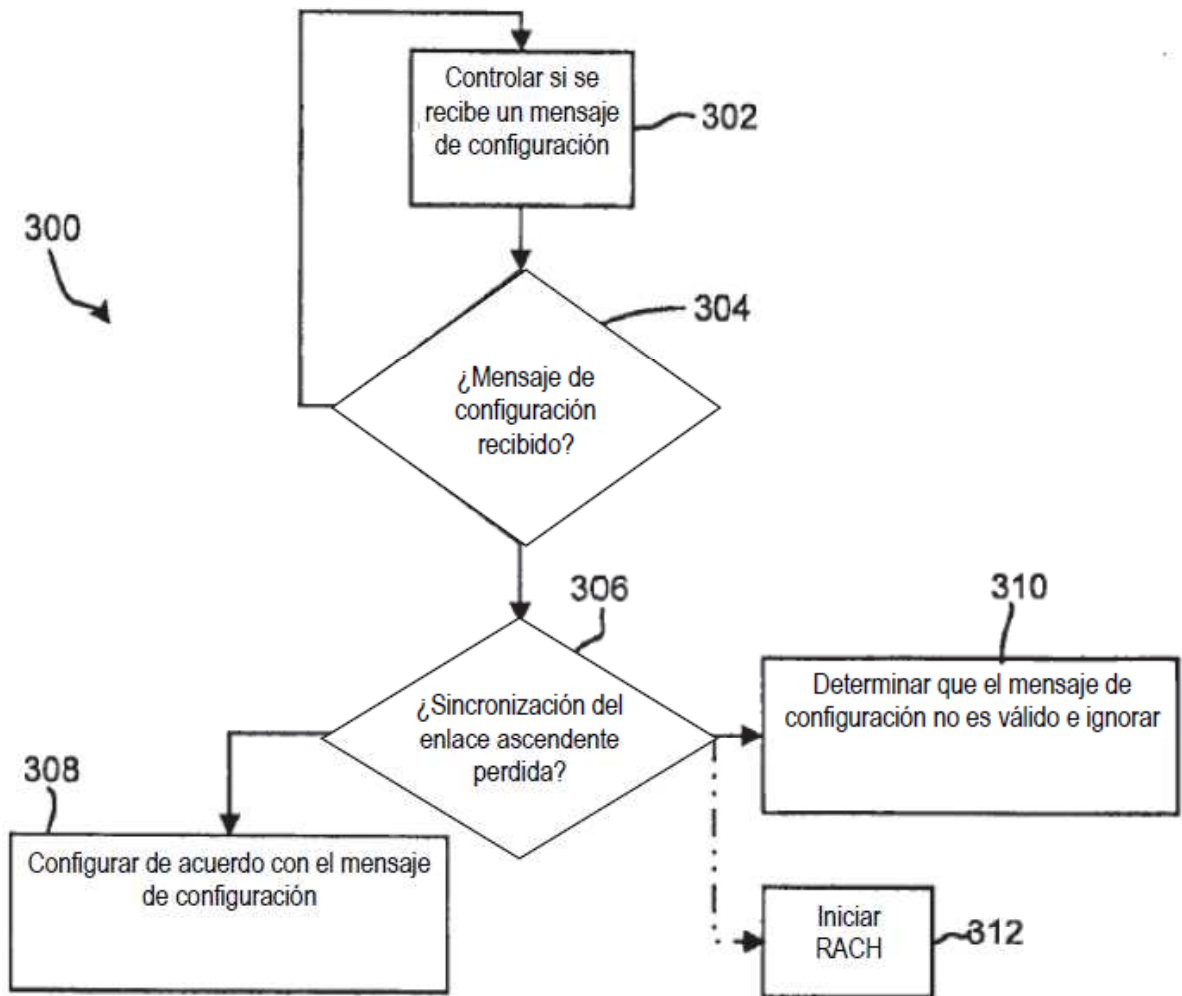 Controlar si se
recibe un mensaje
de configuración
302
300
304
¿Mensaje de
configuración
recibido?
306
310
¿Sincronización del
enlace ascendente
perdida?
Determinar que el mensaje de
configuración no es válido e ignorar
308
Configurar de acuerdo con el mensaje
de configuración
Iniciar
RACH
312